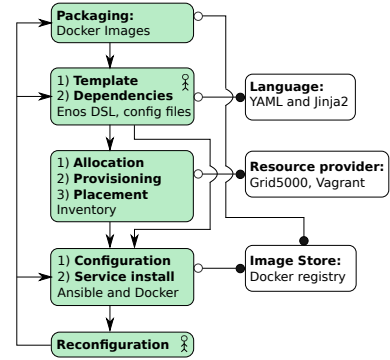 Packaging:
Docker Images
1) Template
2) Dependencies
Enos DSL, config files
Language:
YAML and Jinja2
1) Allocation
2) Provisioning
3) Placement
Inventory
Resource provider:
Grid5000, Vagrant
1) Configuration
2) Service install
Ansible and Docker
Image Store:
Docker registry
Reconfiguration